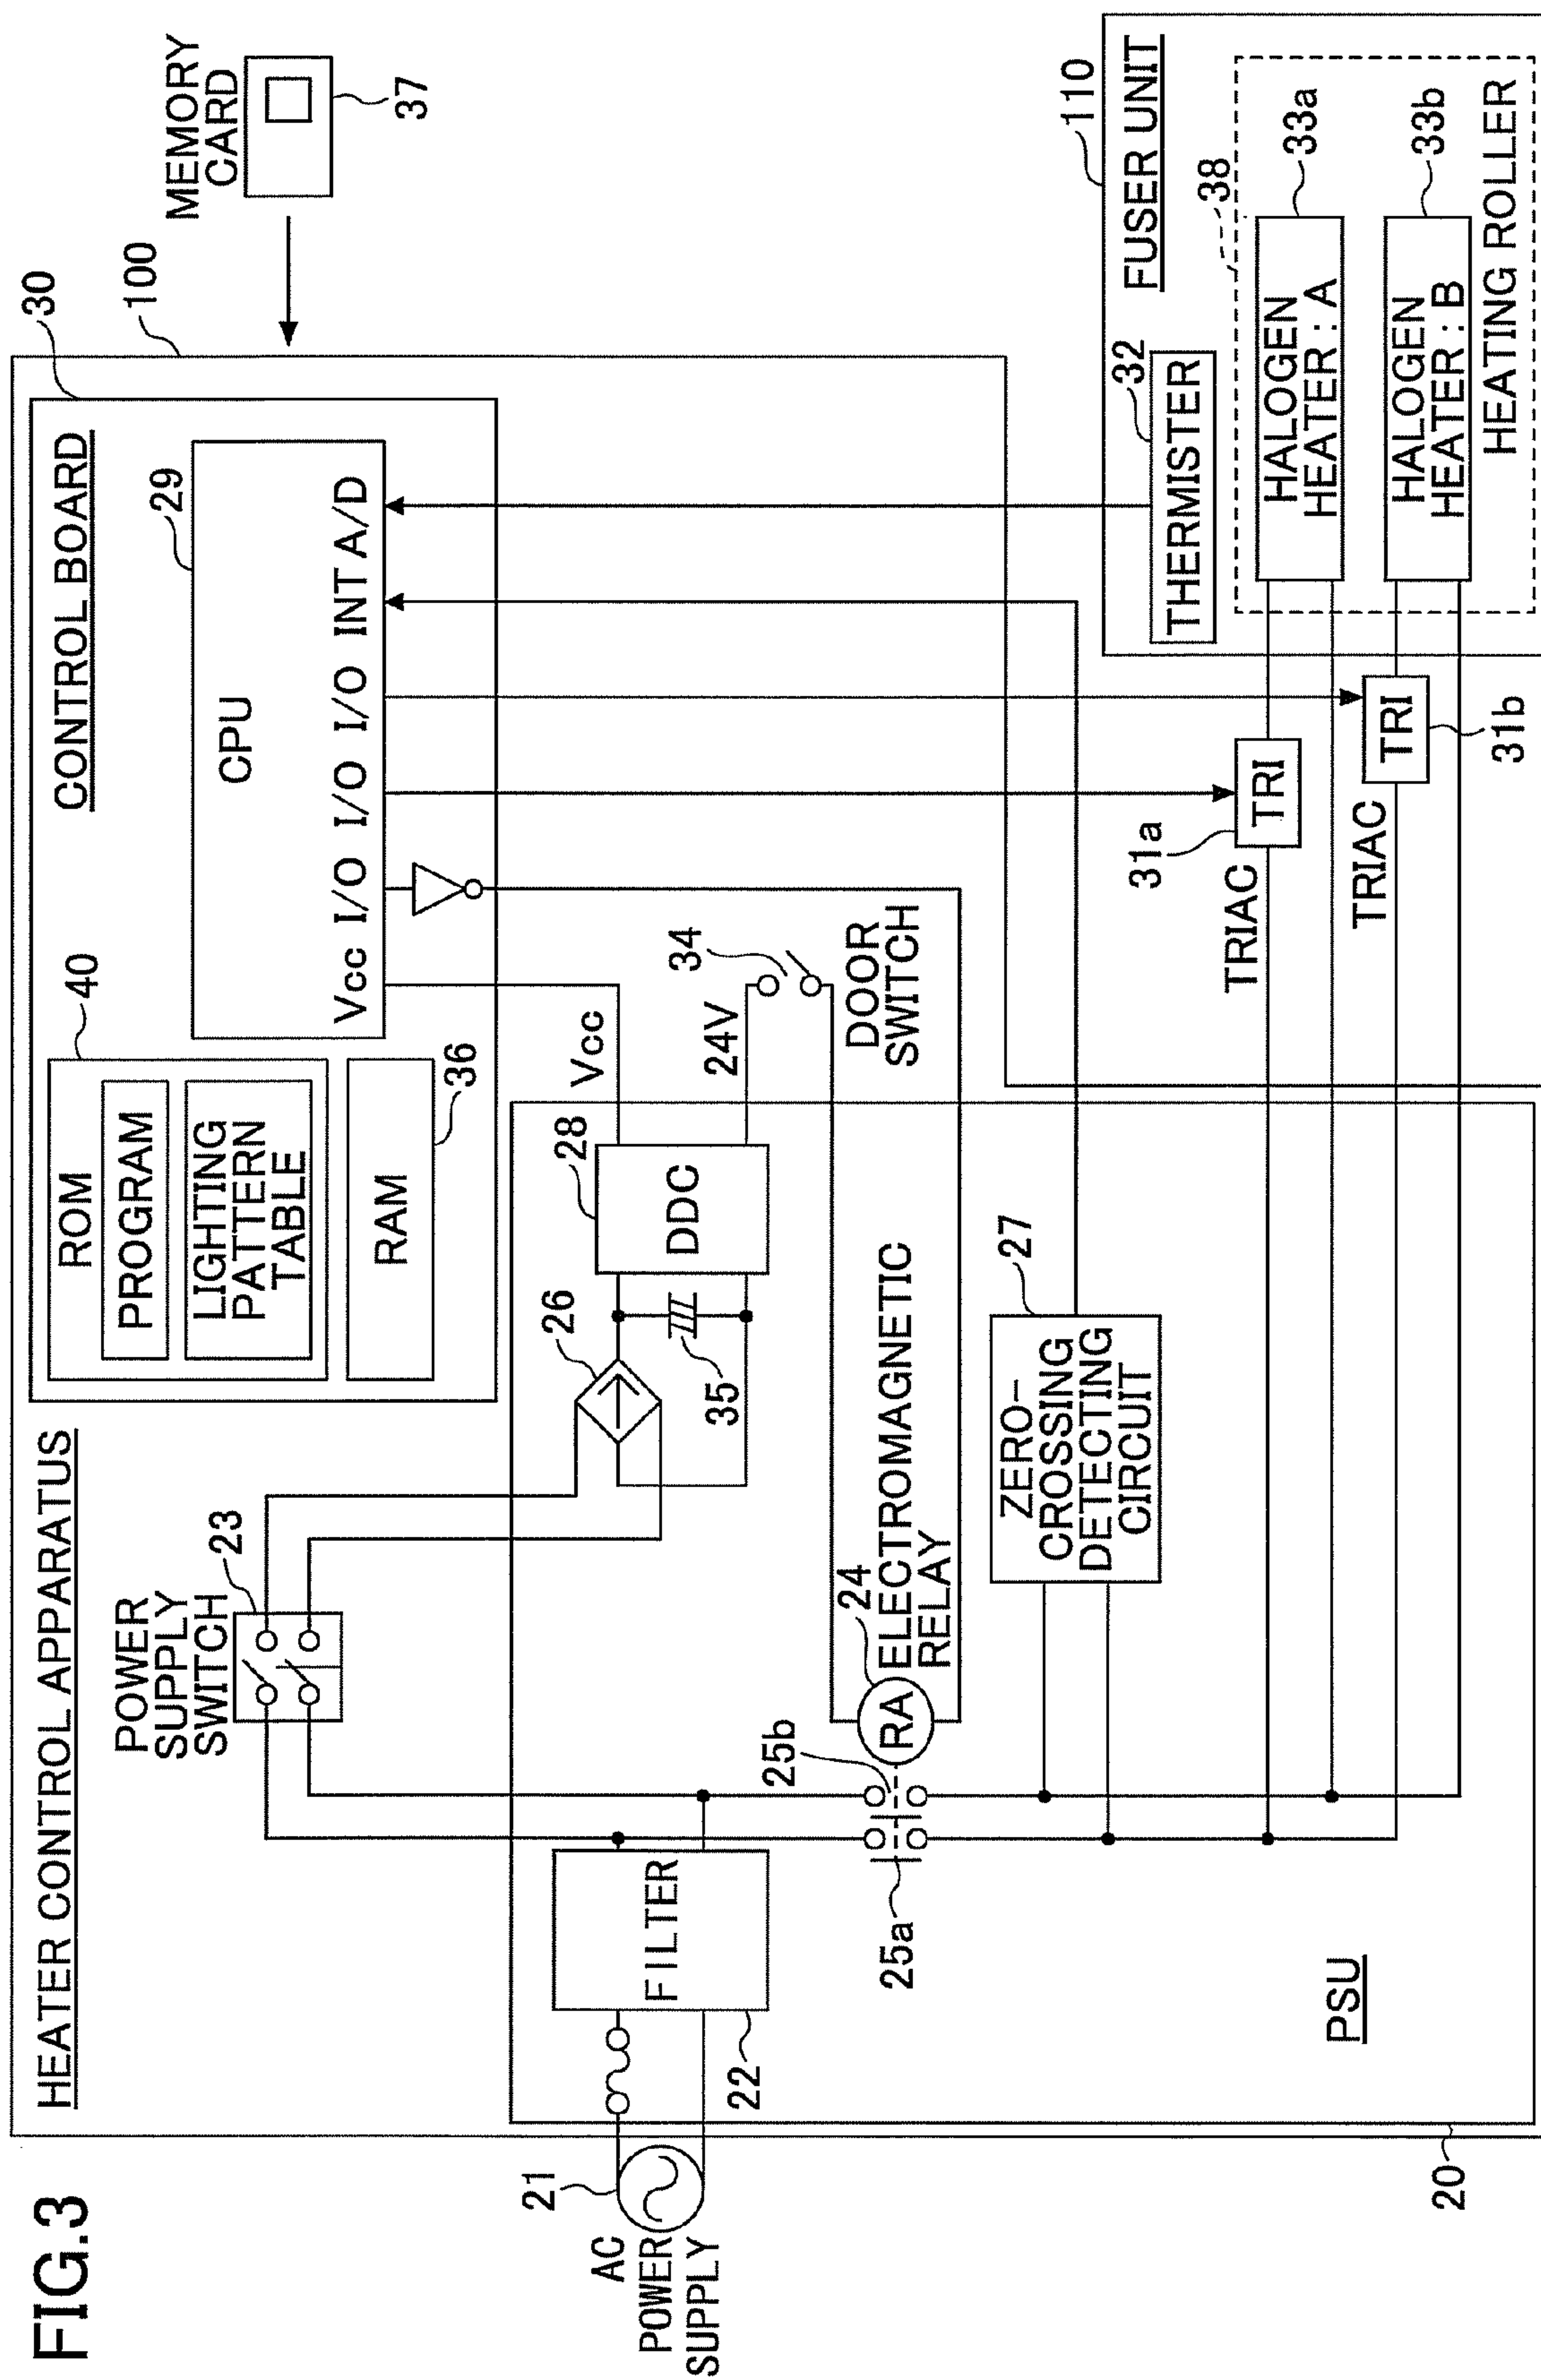 FIG.3
HEATER CONTROL APPARATUS
100
30
CONTROL BOARD
40
ROM
PROGRAM
LIGHTING
PATTERN
TABLE
RAM
36
29
CPU
Vcc I/O I/O I/O INT A/D
MEMORY
CARD
37
POWER
SUPPLY
SWITCH
23
21
AC
POWER
SUPPLY
FILTER
22
26
35
28
DDC
Vcc
24V
34
DOOR
SWITCH
25b
25a
RA
24
ELECTROMAGNETIC
RELAY
27
ZERO-
CROSSING
DETECTING
CIRCUIT
PSU
20
31a
TRI
TRIAC
TRI
31b
TRIAC
110
FUSER UNIT
32
THERMISTER
38
HALOGEN
HEATER : A
33a
HALOGEN
HEATER : B
33b
HEATING ROLLER